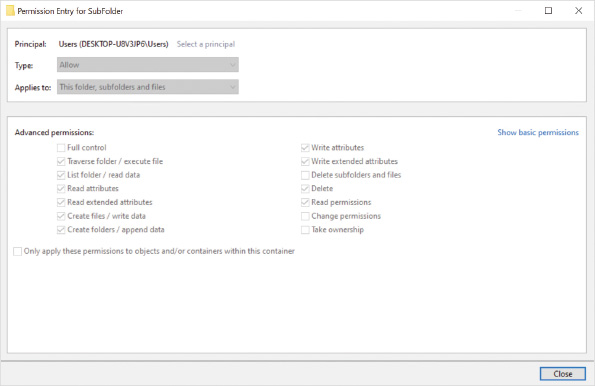 Permission Entry for SubFolder
Principal: Users (DESKTOP-U8V3JP6\Users) Select a principal
Type: Allow
Applies to: This folder, subfolders and files
Advanced permissions: Show basic permissions
Full control
Traverse folder / execute file
List folder / read data
Read attributes
Read extended attributes
Create files / write data
Create folders / append data
Write attributes
Write extended attributes
Delete subfolders and files
Delete
Read permissions
Change permissions
Take ownership
Only apply these permissions to objects and/or containers within this container
Close